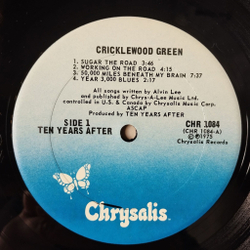 CRICKLEWOOD GREEN
1. SUGAR THE ROAD 3:46
2. WORKING ON THE ROAD 4:15
3. 50,000 MILES BENEATH MY BRAIN 7:37
4. YEAR 3,000 BLUES 2:17
All songs written by Alvin Lee
and published by Chrys-A-Lee Music Ltd.
controlled in U.S. & Canada by Chrysalis Music Corp.
ASCAP
Produced by TEN YEARS AFTER
SIDE 1
TEN YEARS AFTER
CHR 1084
(CHR 1084-A)
℗©1975
Chrysalis Records
Chrysalis